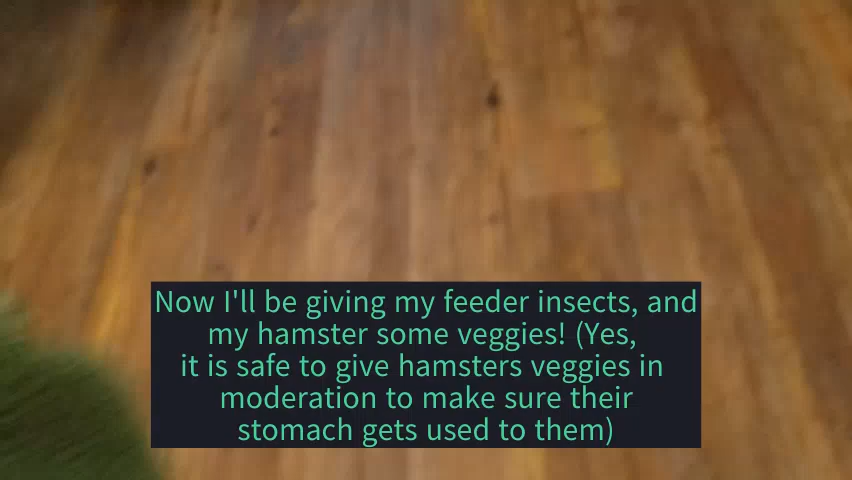 Now I'll be giving my feeder insects, and
my hamster some veggies! (Yes,
it is safe to give hamsters veggies in
moderation to make sure their
stomach gets used to them)